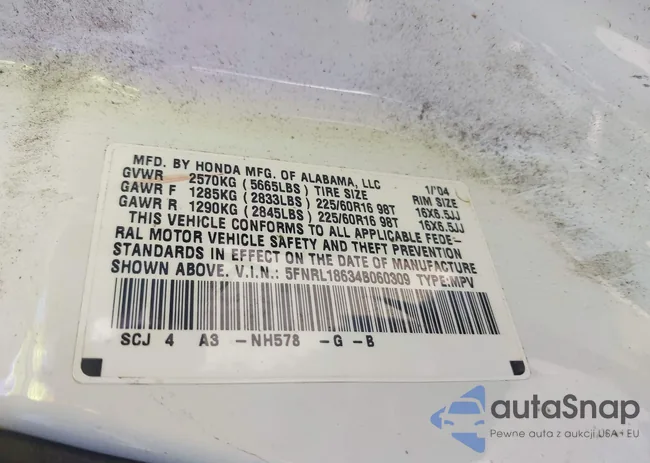 MFD. BY HONDA MFG. OF ALABAMA, LLC 1/'04
GVWR 2570KG (5665LBS) TIRE SIZE RIM SIZE
GAWR F 1285KG (2833LBS) 225/60R16 98T 16X6.5JJ
GAWR R 1290KG (2845LBS) 225/60R16 98T 16X6.5JJ
THIS VEHICLE CONFORMS TO ALL APPLICABLE FEDE-
RAL MOTOR VEHICLE SAFETY AND THEFT PREVENTION
STANDARDS IN EFFECT ON THE DATE OF MANUFACTURE
SHOWN ABOVE. V.I.N.: 5FNRL18634B060309 TYPE:MPV
SCJ 4 A3 -NH578 -G -B
autaSnap
Pewne auta z aukcji USA i EU